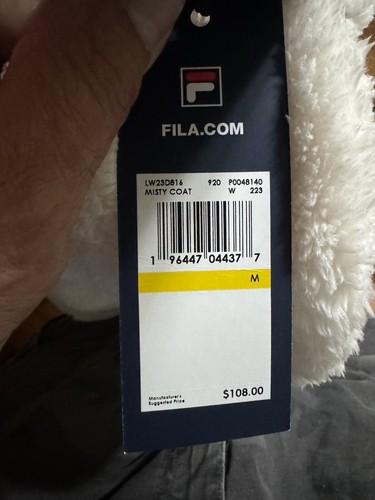 FILA.COM
LW23D816 920 P0048140
MISTY COAT W 223
1 96447 04437 7
M
Manufacturer's
Suggested Price
$108.00